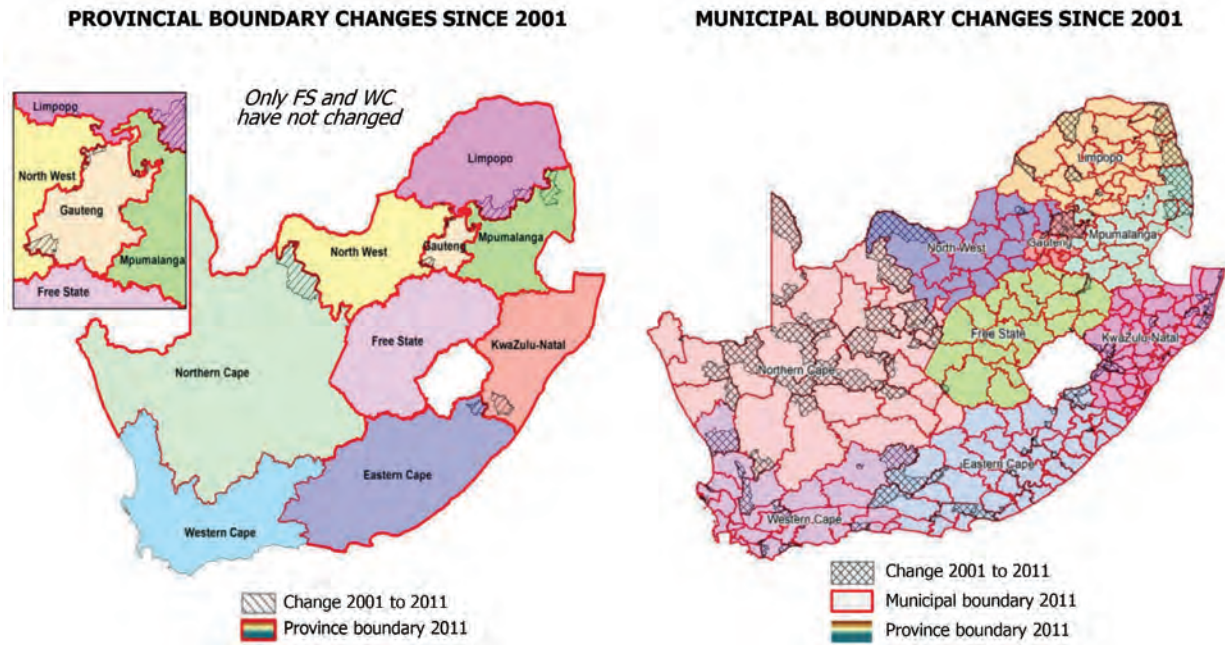 PROVINCIAL BOUNDARY CHANGES SINCE 2001
Only FS and WC
have not changed
Limpopo
North West
Gauteng
Mpumalanga
Free State
Limpopo
North West
Gauteng
Mpumalanga
Free State
KwaZulu-Natal
Northern Cape
Eastern Cape
Western Cape
Change 2001 to 2011
Province boundary 2011
MUNICIPAL BOUNDARY CHANGES SINCE 2001
Limpopo
North West
Gauteng
Mpumalanga
Free State
KwaZulu-Natal
Northern Cape
Eastern Cape
Western Cape
Change 2001 to 2011
Municipal boundary 2011
Province boundary 2011